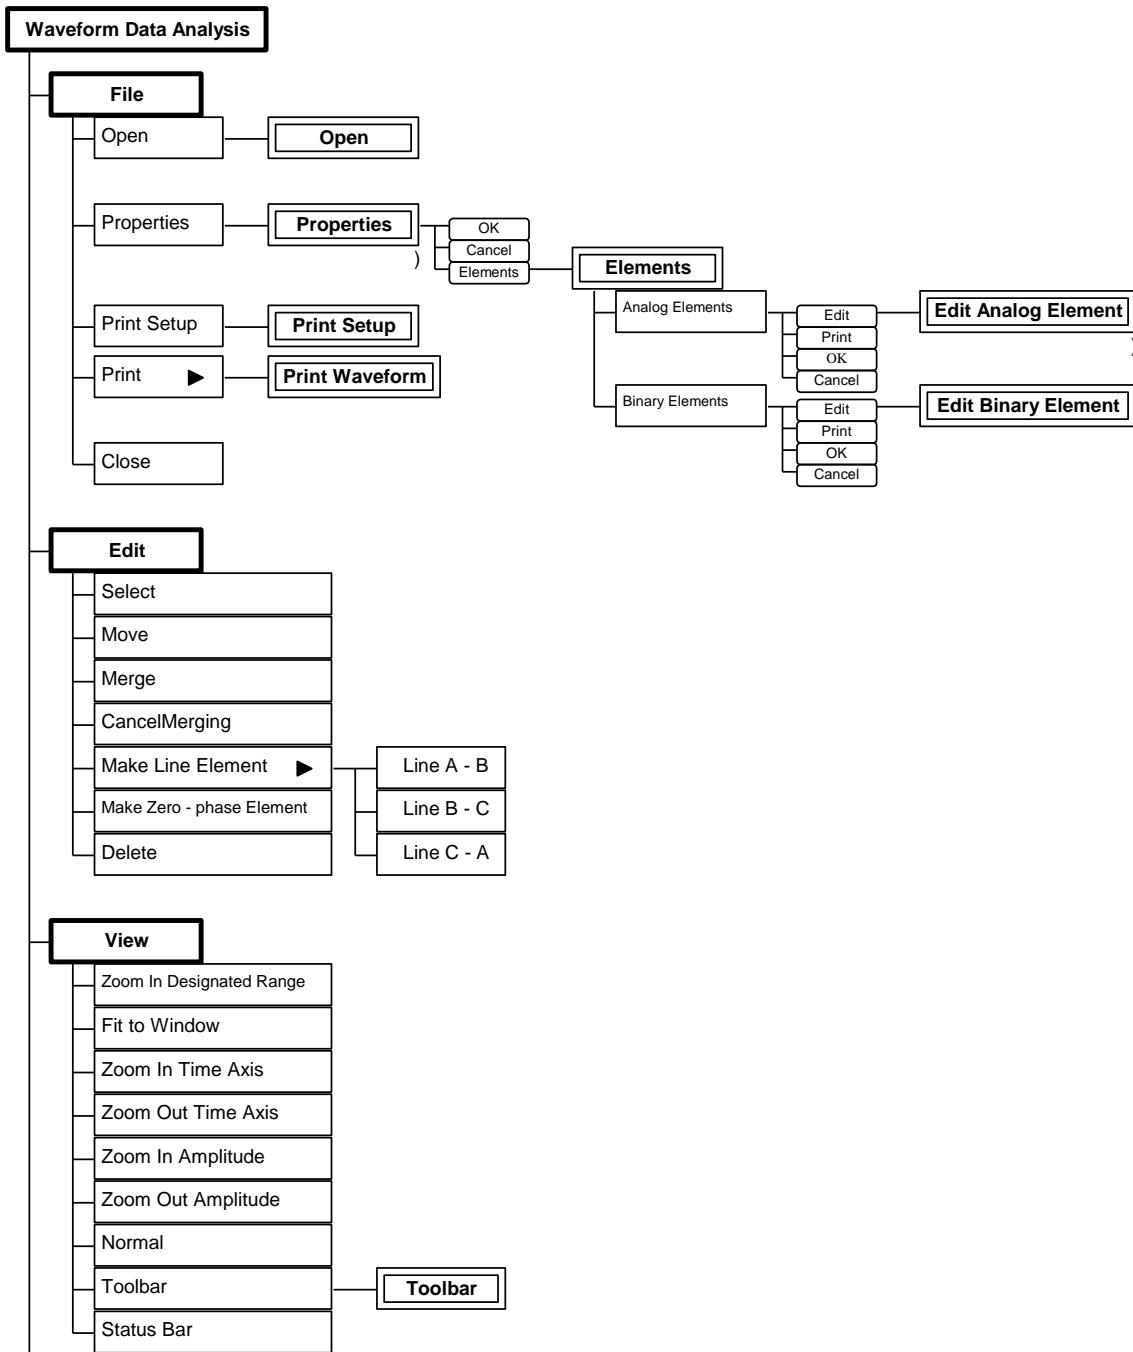 Waveform Data Analysis
File
Open
Open
Properties
Properties
)
OK
Cancel
Elements
Elements
Analog Elements
Edit
Print
OK
Cancel
Edit Analog Element
)
Binary Elements
Edit
Print
OK
Cancel
Edit Binary Element
Print Setup
Print Setup
Print
Print Waveform
Close
Edit
Select
Move
Merge
CancelMerging
Make Line Element
Line A - B
Line B - C
Line C - A
Make Zero - phase Element
Delete
View
Zoom In Designated Range
Fit to Window
Zoom In Time Axis
Zoom Out Time Axis
Zoom In Amplitude
Zoom Out Amplitude
Normal
Toolbar
Toolbar
Status Bar